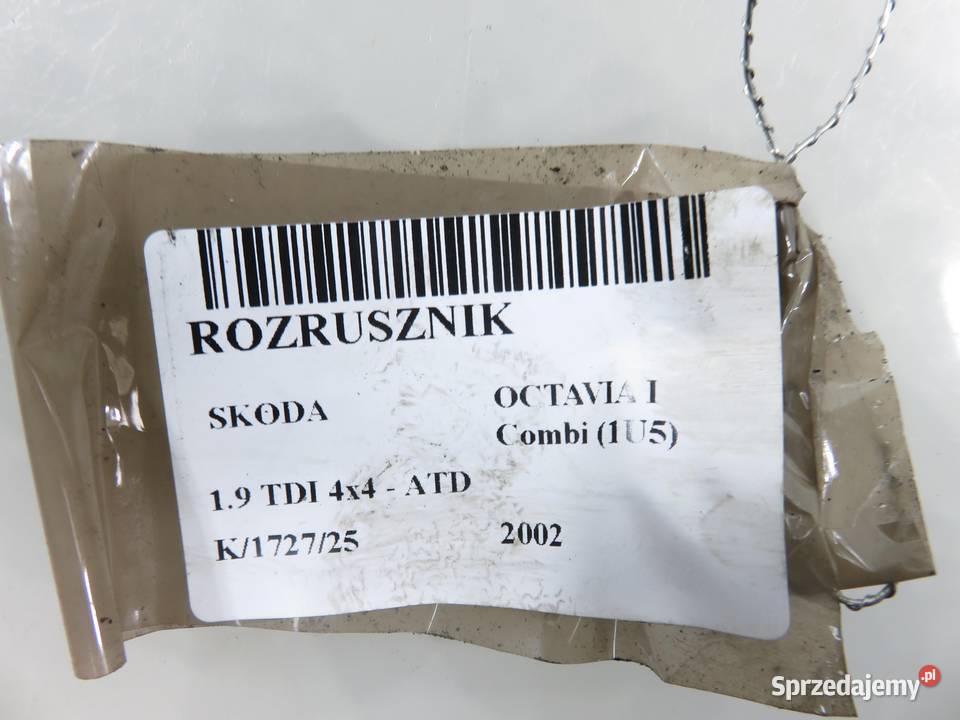 ROZRUSZNIK
SKODA
OCTAVIA I
Combi (1U5)
1.9 TDI 4x4 - ATD
K/1727/25
2002
Sprzedajemy.pl